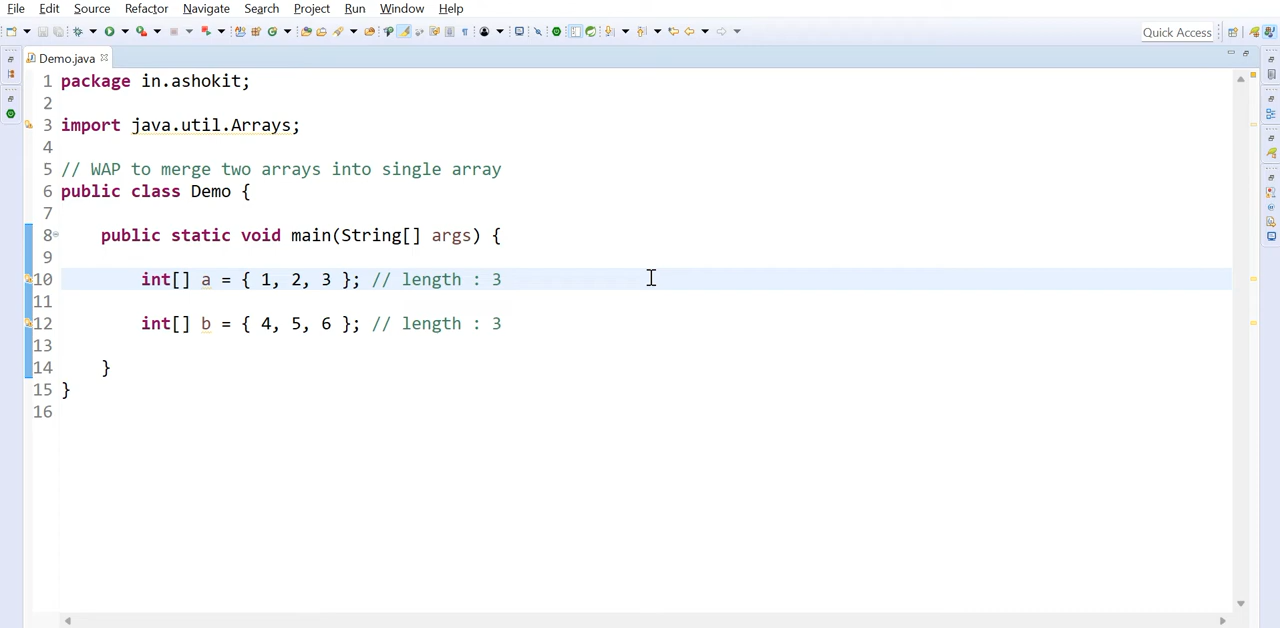 File Edit Source Refactor Navigate Search Project Run Window Help
Quick Access
Demo.java
1 package in.ashokit;
2
3 import java.util.Arrays;
4
5 // WAP to merge two arrays into single array
6 public class Demo {
7
8 public static void main(String[] args) {
9
10 int[] a = { 1, 2, 3 }; // length : 3
11
12 int[] b = { 4, 5, 6 }; // length : 3
13
14 }
15 }
16